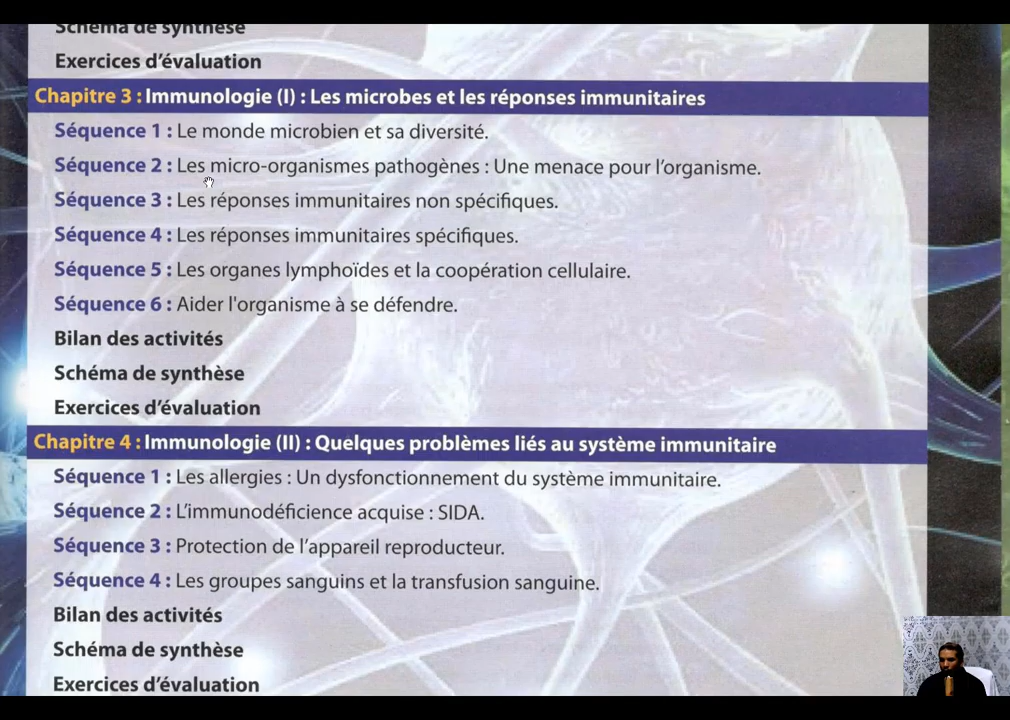 Schéma de synthèse
Exercices d'évaluation
Chapitre 3 : Immunologie (I) : Les microbes et les réponses immunitaires
Séquence 1 : Le monde microbien et sa diversité.
Séquence 2 : Les micro-organismes pathogènes : Une menace pour l'organisme.
Séquence 3 : Les réponses immunitaires non spécifiques.
Séquence 4 : Les réponses immunitaires spécifiques.
Séquence 5 : Les organes lymphoïdes et la coopération cellulaire.
Séquence 6 : Aider l'organisme à se défendre.
Bilan des activités
Schéma de synthèse
Exercices d'évaluation
Chapitre 4 : Immunologie (II) : Quelques problèmes liés au système immunitaire
Séquence 1 : Les allergies : Un dysfonctionnement du système immunitaire.
Séquence 2 : L'immunodéficience acquise : SIDA.
Séquence 3 : Protection de l'appareil reproducteur.
Séquence 4 : Les groupes sanguins et la transfusion sanguine.
Bilan des activités
Schéma de synthèse
Exercices d'évaluation